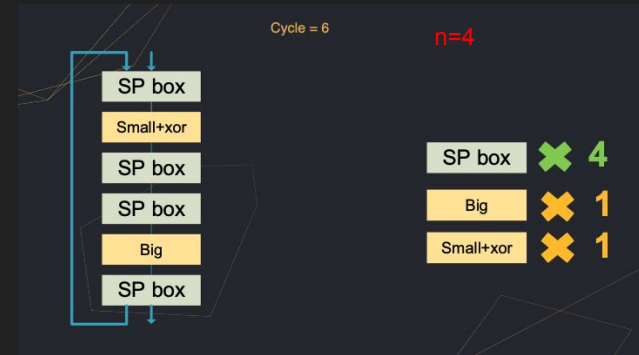 Cycle = 6
n=4
SP box
Small+xor
SP box
SP box
Big
SP box
SP box ✖ 4
Big ✖ 1
Small+xor ✖ 1